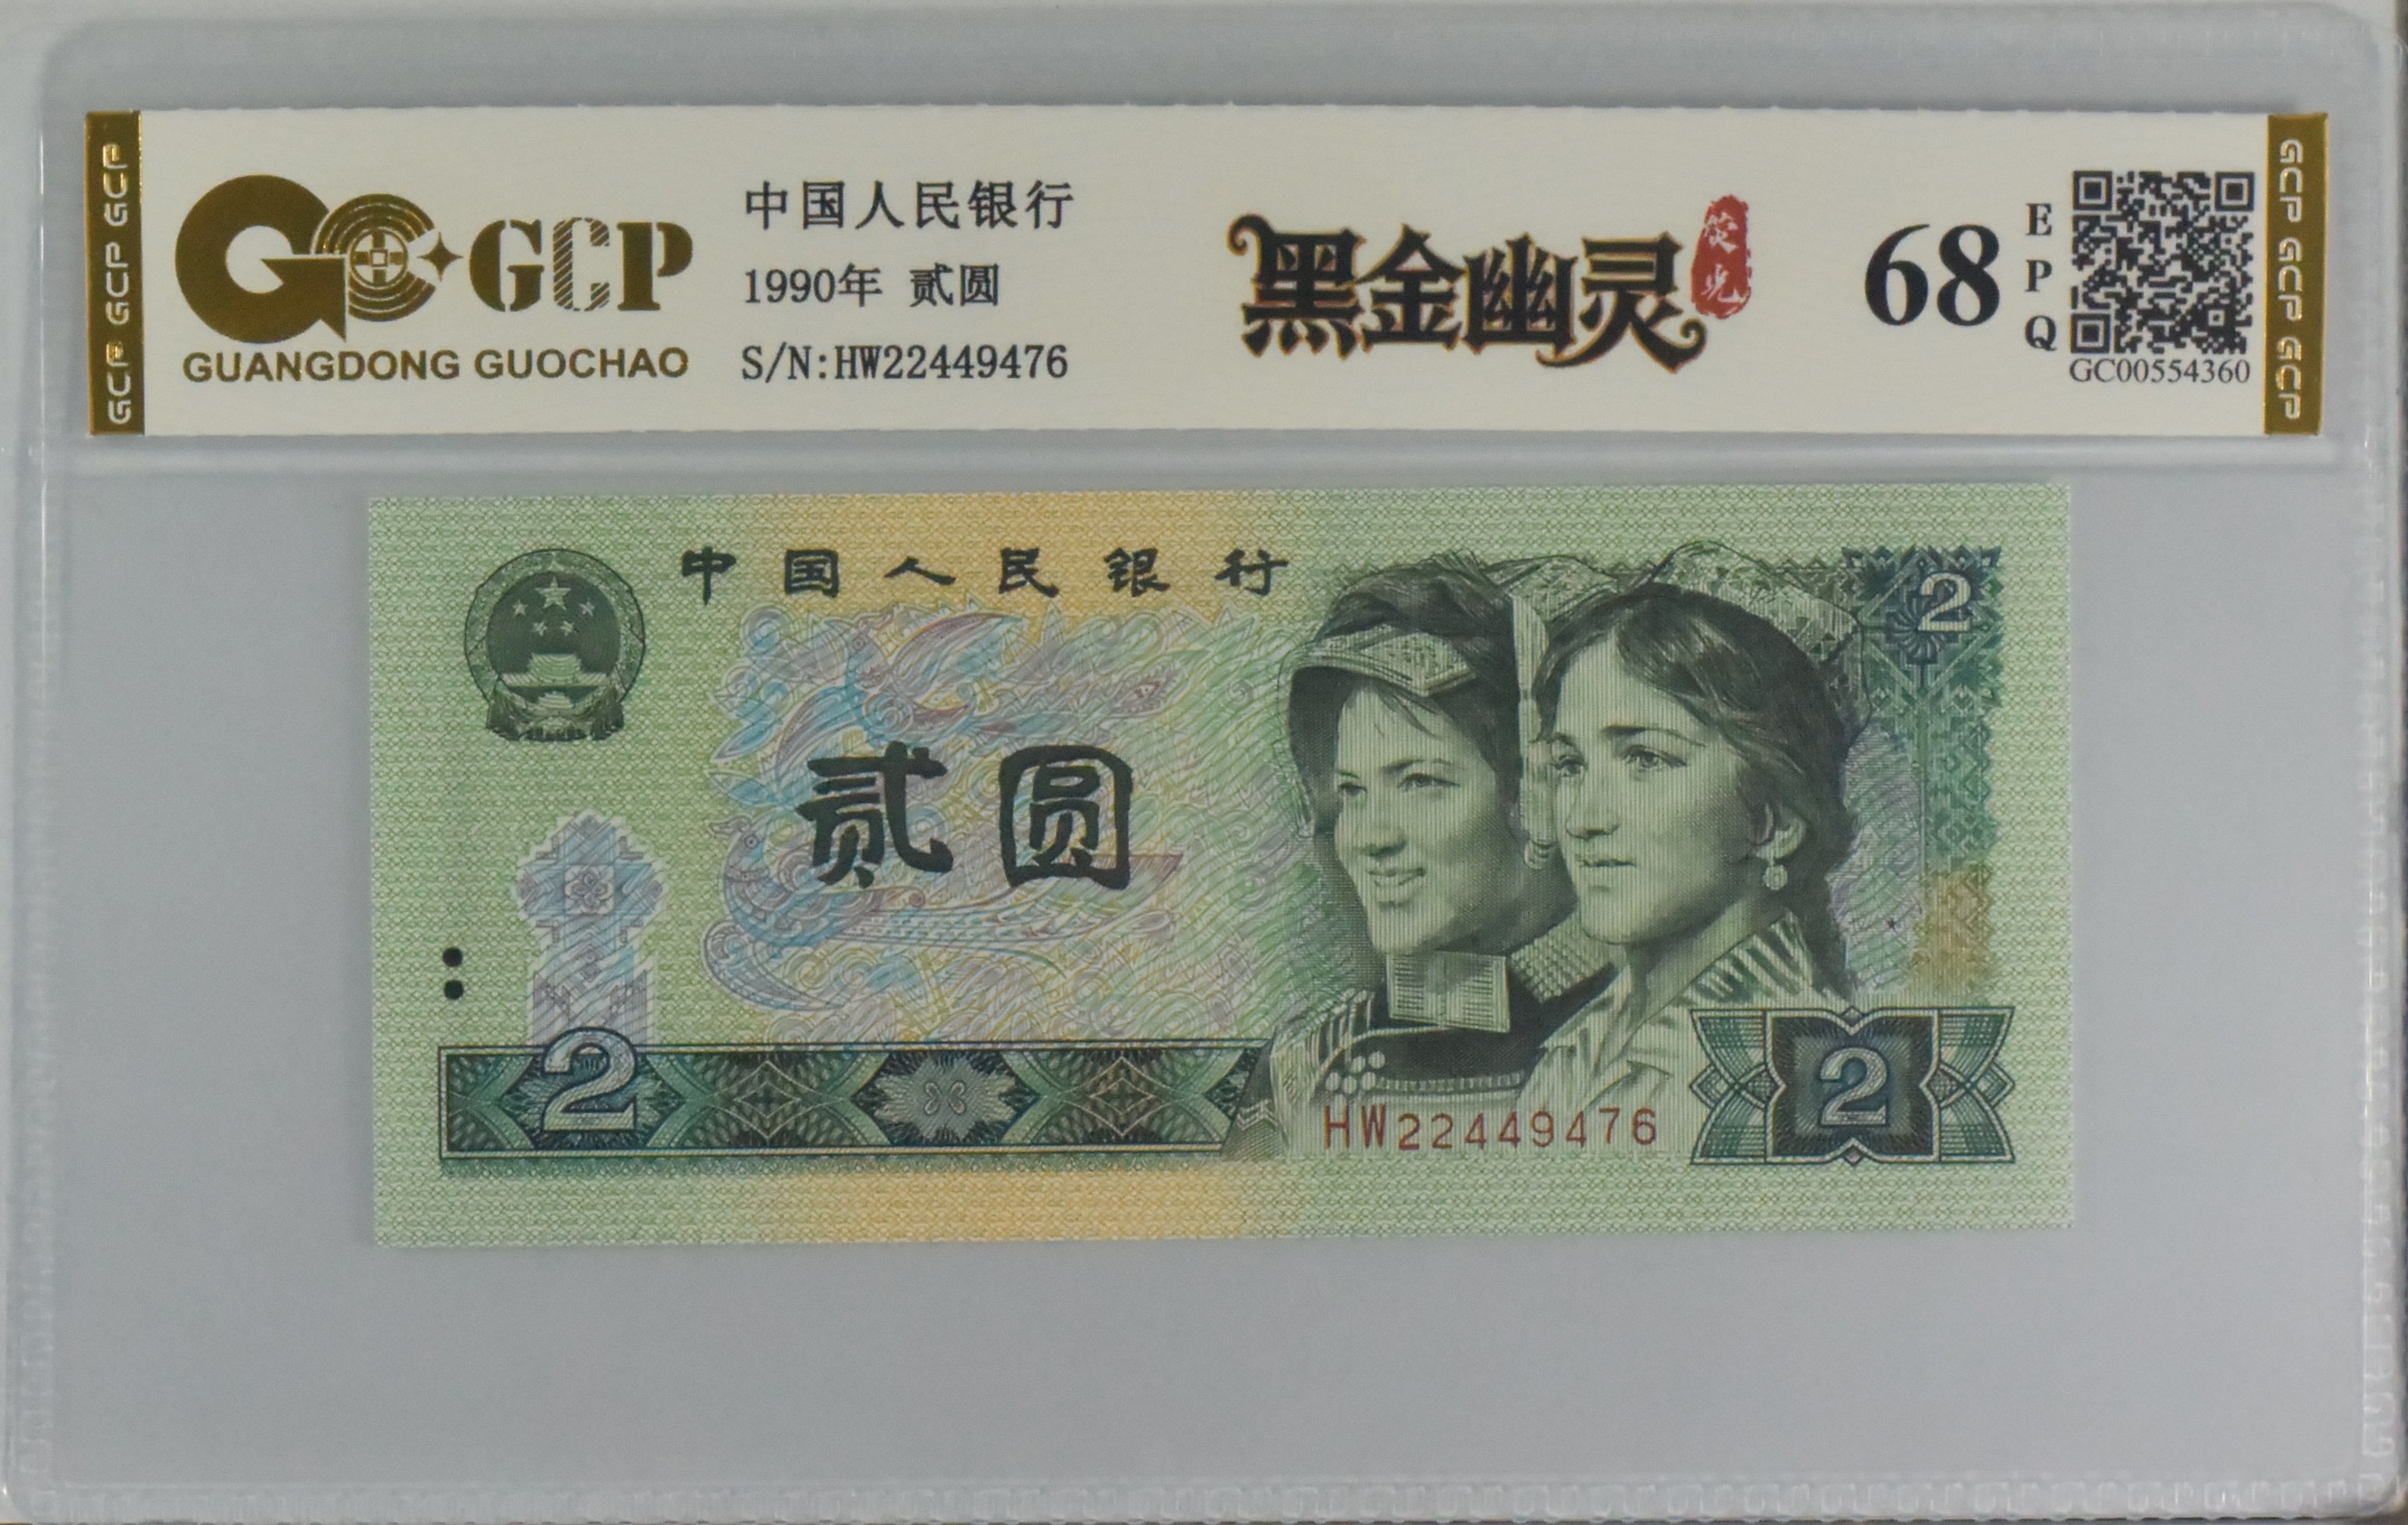 GCP GCP GCP
GCP
GUANGDONG GUOCHAO
中国人民银行
1990年 贰圆
S/N:HW22449476
黑金幽灵
68
EPQ
GC00554360
GCP GCP GCP
中国人民银行
2
贰圆
2
HW22449476
2